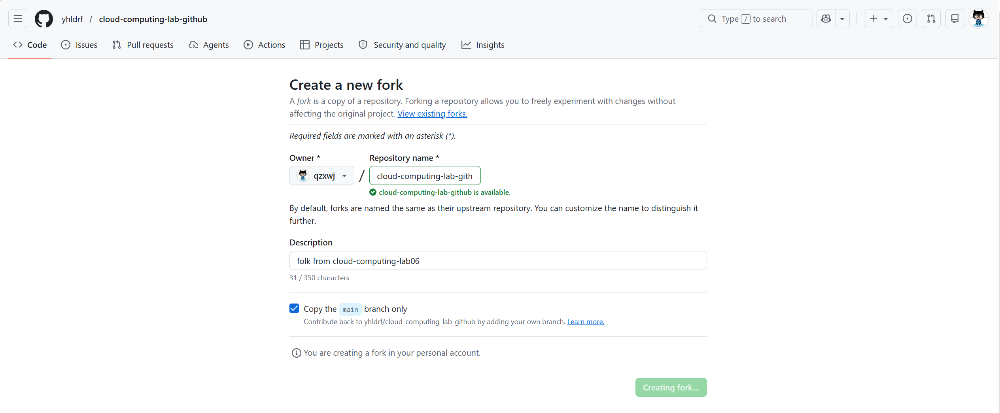 yhldrf / cloud-computing-lab-github
Type / to search
Code Issues Pull requests Agents Actions Projects Security and quality Insights
Create a new fork
A fork is a copy of a repository. Forking a repository allows you to freely experiment with changes without
affecting the original project. View existing forks.
Required fields are marked with an asterisk (*).
Owner * Repository name *
qzxwj / cloud-computing-lab-gith
cloud-computing-lab-github is available.
By default, forks are named the same as their upstream repository. You can customize the name to distinguish it
further.
Description
folk from cloud-computing-lab06
31 / 350 characters
Copy the main branch only
Contribute back to yhldrf/cloud-computing-lab-github by adding your own branch. Learn more.
You are creating a fork in your personal account.
Creating fork...